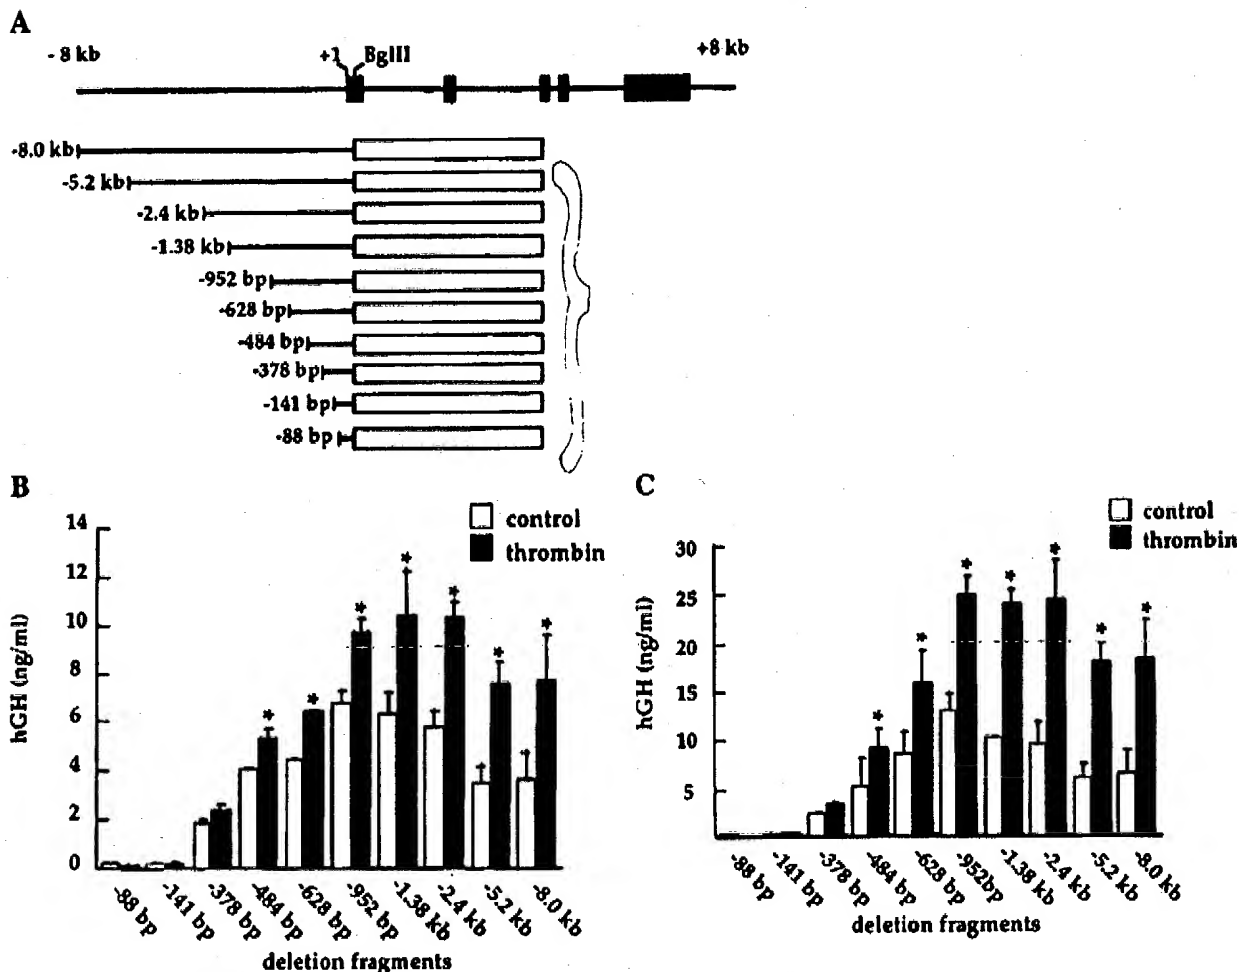 A
- 8 kb +1 BglII +8 kb
-8.0 kb
-5.2 kb
-2.4 kb
-1.38 kb
-952 bp
-628 bp
-484 bp
-378 bp
-141 bp
-88 bp
B
control
thrombin
14
12
10
8
6
4
2
0
hGH (ng/ml)
* * * * * * *
-88 bp
-141 bp
-378 bp
-484 bp
-628 bp
-952 bp
-1.38 kb
-2.4 kb
-5.2 kb
-8.0 kb
deletion fragments
C
control
thrombin
30
25
20
15
10
5
hGH (ng/ml)
* * * * * * *
-88 bp
-141 bp
-378 bp
-484 bp
-628 bp
-952bp
-1.38 kb
-2.4 kb
-5.2 kb
-8.0 kb
deletion fragments